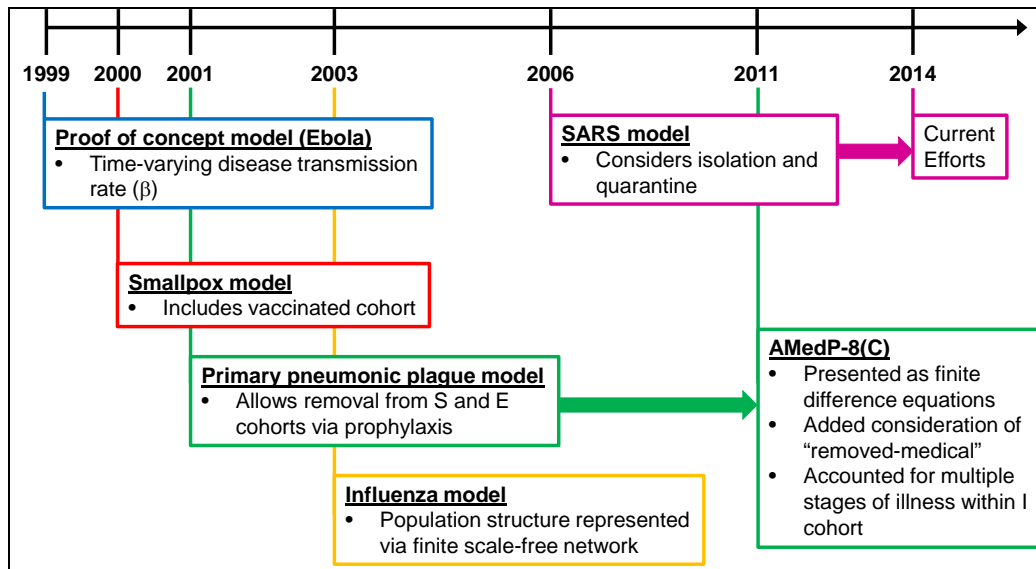 1999 2000 2001 2003 2006 2011 2014
Proof of concept model (Ebola)
• Time-varying disease transmission
rate (β)
SARS model
• Considers isolation and
quarantine
Current
Efforts
Smallpox model
• Includes vaccinated cohort
Primary pneumonic plague model
• Allows removal from S and E
cohorts via prophylaxis
AMedP-8(C)
• Presented as finite
difference equations
• Added consideration of
“removed-medical”
• Accounted for multiple
stages of illness within I
cohort
Influenza model
• Population structure represented
via finite scale-free network